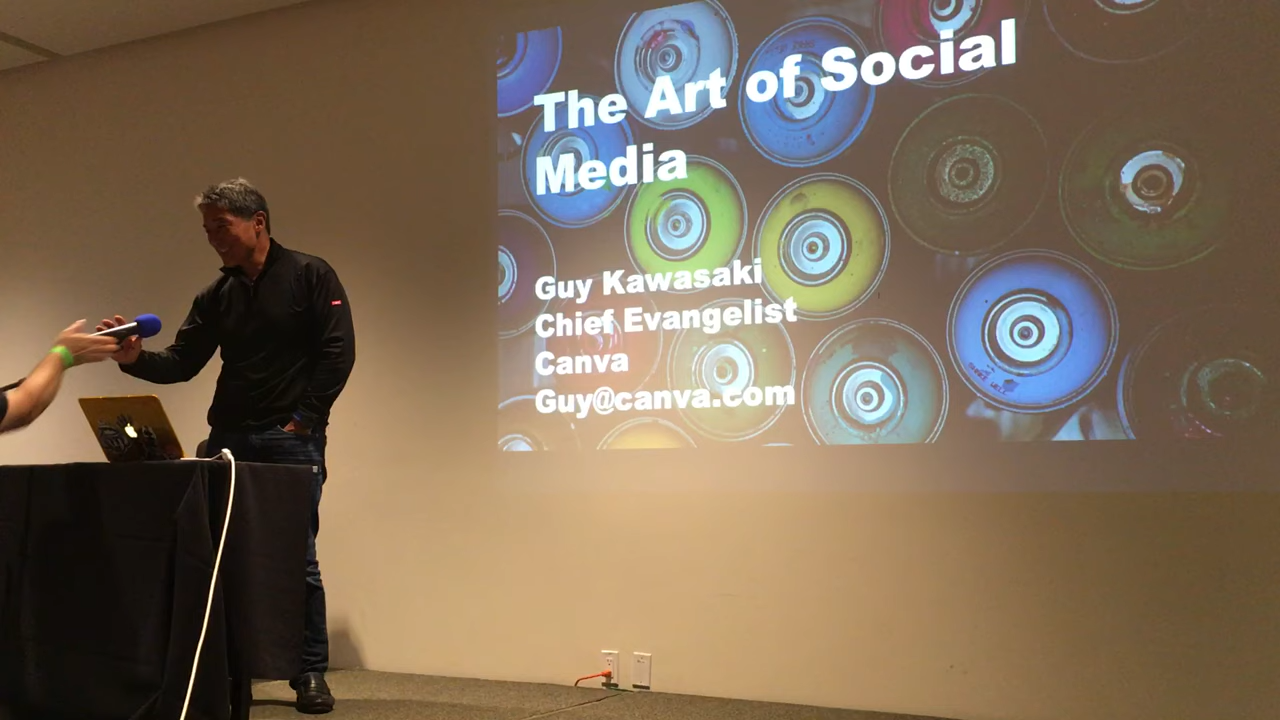 The Art of Social
Media
Guy Kawasaki
Chief Evangelist
Canva
Guy@canva.com